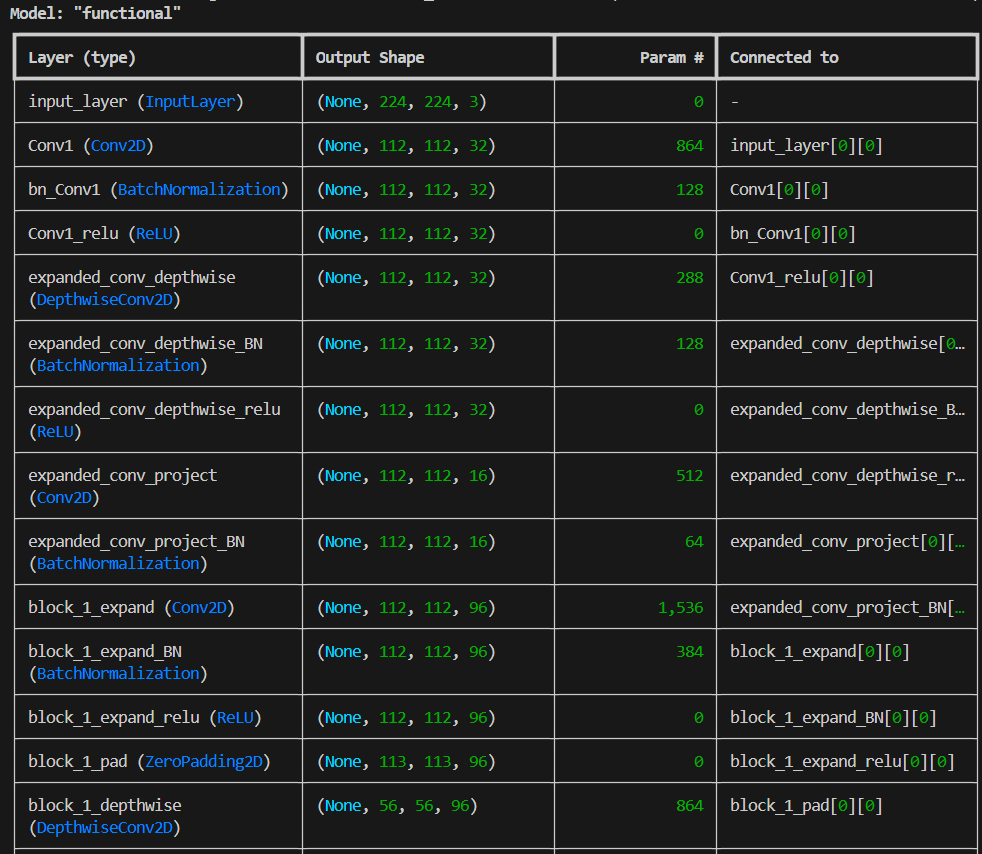 Model: "functional"
Layer (type) Output Shape Param # Connected to
input_layer (InputLayer) (None, 224, 224, 3) 0 -
Conv1 (Conv2D) (None, 112, 112, 32) 864 input_layer[0][0]
bn_Conv1 (BatchNormalization) (None, 112, 112, 32) 128 Conv1[0][0]
Conv1_relu (ReLU) (None, 112, 112, 32) 0 bn_Conv1[0][0]
expanded_conv_depthwise (None, 112, 112, 32) 288 Conv1_relu[0][0]
(DepthwiseConv2D)
expanded_conv_depthwise_BN (None, 112, 112, 32) 128 expanded_conv_depthwise[0…
(BatchNormalization)
expanded_conv_depthwise_relu (None, 112, 112, 32) 0 expanded_conv_depthwise_B…
(ReLU)
expanded_conv_project (None, 112, 112, 16) 512 expanded_conv_depthwise_r…
(Conv2D)
expanded_conv_project_BN (None, 112, 112, 16) 64 expanded_conv_project[0][…
(BatchNormalization)
block_1_expand (Conv2D) (None, 112, 112, 96) 1,536 expanded_conv_project_BN[…
block_1_expand_BN (None, 112, 112, 96) 384 block_1_expand[0][0]
(BatchNormalization)
block_1_expand_relu (ReLU) (None, 112, 112, 96) 0 block_1_expand_BN[0][0]
block_1_pad (ZeroPadding2D) (None, 113, 113, 96) 0 block_1_expand_relu[0][0]
block_1_depthwise (None, 56, 56, 96) 864 block_1_pad[0][0]
(DepthwiseConv2D)